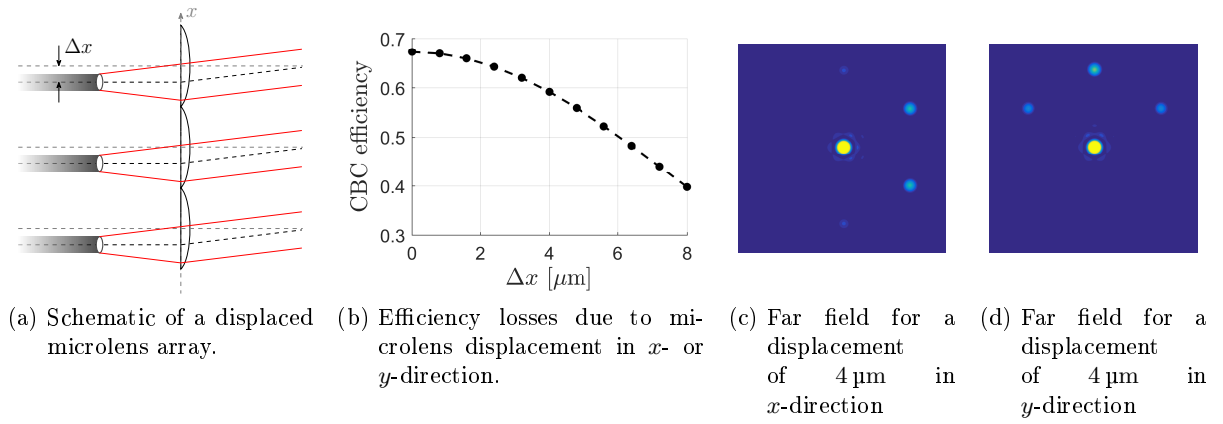 x
Δx
0.7
0.6
0.5
0.4
0.3
CBC efficiency
0 2 4 6 8
Δx [μm]
(a) Schematic of a displaced
microlens array.
(b) Efficiency losses due to mi-
crolens displacement in x- or
y-direction.
(c) Far field for a
displacement
of 4 μm in
x-direction
(d) Far field for a
displacement
of 4 μm in
y-direction